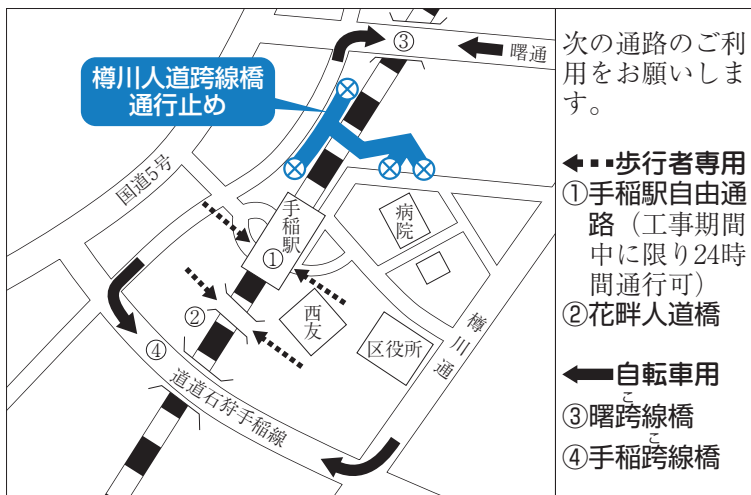 樽川人道跨線橋
通行止め
③
曙通
国道5号
手稲駅
①
病院
②
西友
区役所
樽川通
④
道道石狩手稲線
次の通路のご利
用をお願いしま
す。
歩行者専用
①手稲駅自由通
路（工事期間
中に限り24時
間通行可）
②花畔人道橋
自転車用
こ
③曙跨線橋
こ
④手稲跨線橋